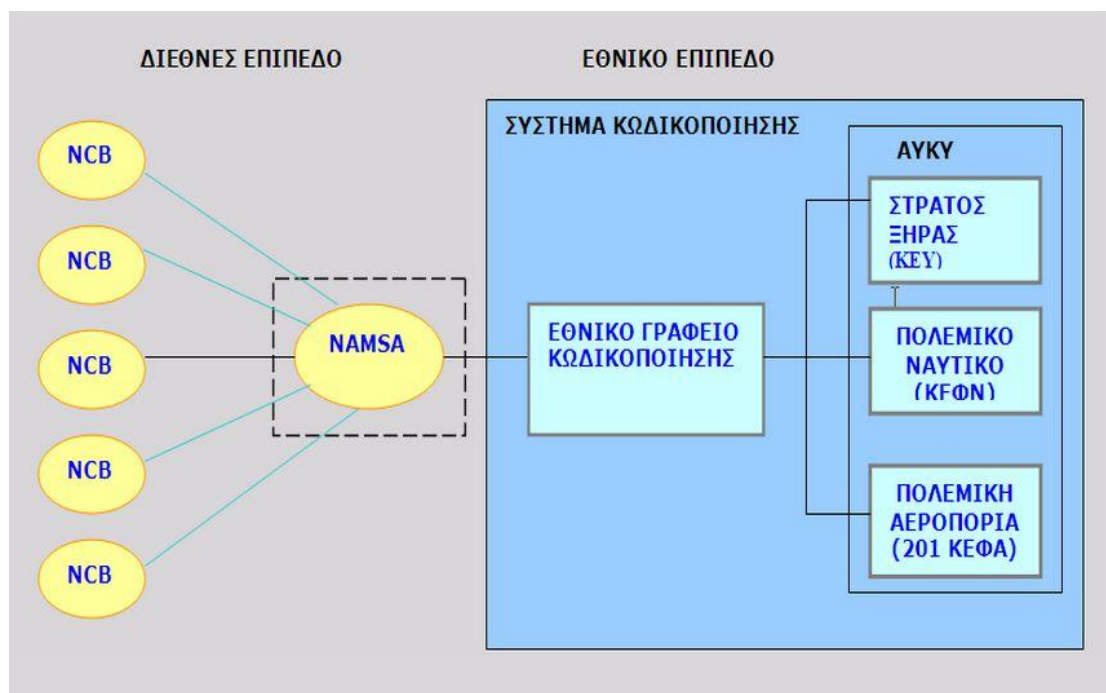 ΔΙΕΘΝΕΣ ΕΠΙΠΕΔΟ
ΕΘΝΙΚΟ ΕΠΙΠΕΔΟ
ΣΥΣΤΗΜΑ ΚΩΔΙΚΟΠΟΙΗΣΗΣ
NCB
NCB
NCB
NCB
NCB
NAMSA
ΕΘΝΙΚΟ ΓΡΑΦΕΙΟ
ΚΩΔΙΚΟΠΟΙΗΣΗΣ
ΑΥΚΥ
ΣΤΡΑΤΟΣ
ΞΗΡΑΣ
(ΚΕΥ)
ΠΟΛΕΜΙΚΟ
ΝΑΥΤΙΚΟ
(ΚΕΦΝ)
ΠΟΛΕΜΙΚΗ
ΑΕΡΟΠΟΡΙΑ
(201 ΚΕΦΑ)